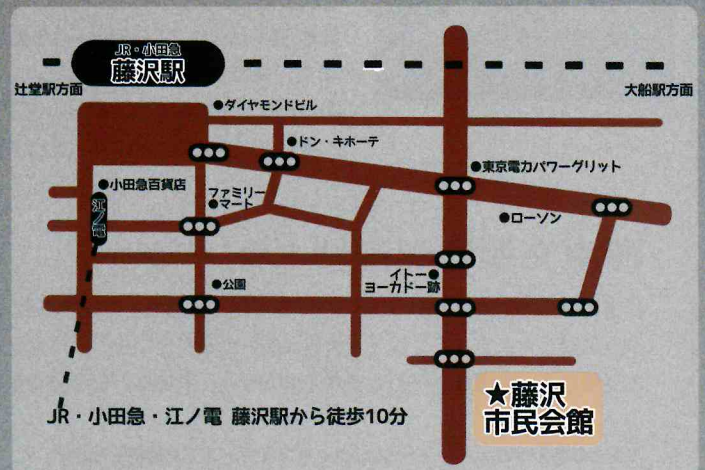 JR・小田急
藤沢駅
辻堂駅方面
大船駅方面
●ダイヤモンドビル
●ドン・キホーテ
●東京電力パワーグリット
●小田急百貨店
ファミリー
●マート
江ノ電
●ローソン
イトー●
ヨーカドー跡
●公園
★藤沢
市民会館
JR・小田急・江ノ電 藤沢駅から徒歩10分